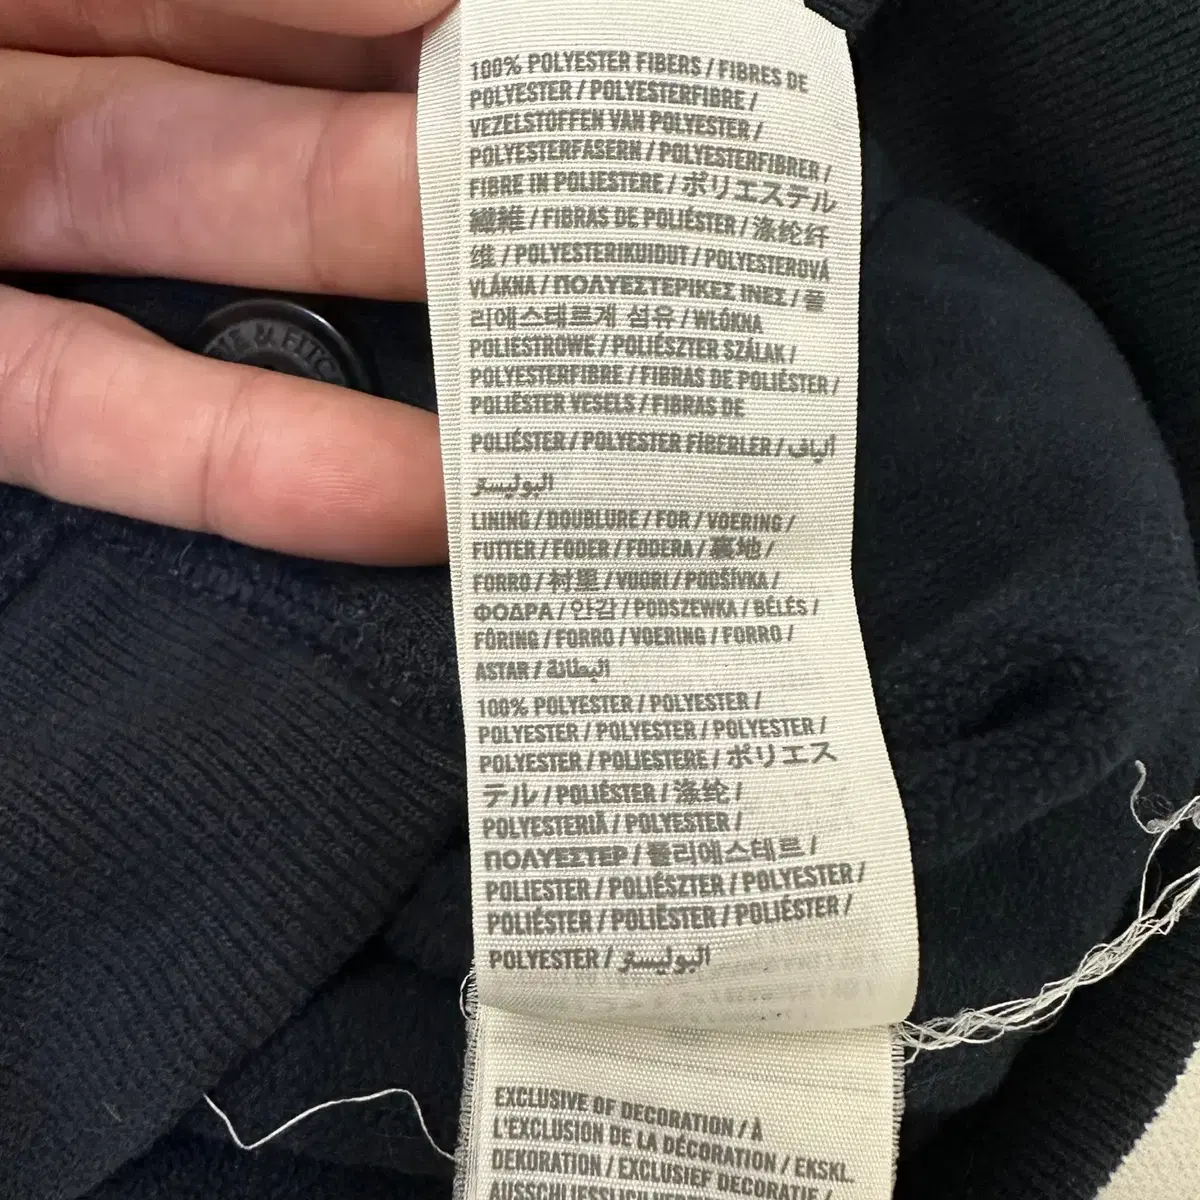 & FITC
100% POLYESTER FIBERS / FIBRES DE
POLYESTER / POLYESTERFIBRE /
VEZELSTOFFEN VAN POLYESTER /
POLYESTERFASERN / POLYESTERFIBRER /
FIBRE IN POLIESTERE / ポリエステル
繊維 / FIBRAS DE POLIÉSTER / 涤纶纤
维 / POLYESTERIKUIDUT / POLYESTEROVÁ
VLÁKNA / ΠΟΛΥΕΣΤΕΡΙΚΕΣ ΙΝΕΣ / 폴
리에스테르계 섬유 / WŁÓKNA
POLIESTROWE / POLIÉSZTER SZÁLAK /
POLYESTERFIBRE / FIBRAS DE POLIÉSTER /
POLIËSTER VESELS / FIBRAS DE
POLIÉSTER / POLYESTER FİBERLER / ألياف
البوليستر
LINING / DOUBLURE / FOR / VOERING /
FUTTER / FODER / FODERA / 裏地 /
FORRO / 衬里 / VUORI / PODŠÍVKA /
ΦΟΔΡΑ / 안감 / PODSZEWKA / BÉLÉS /
FÔRING / FORRO / VOERING / FORRO /
ASTAR / البطانة
100% POLYESTER / POLYESTER /
POLYESTER / POLYESTER / POLYESTER /
POLYESTER / POLIESTERE / ポリエス
テル / POLIÉSTER / 涤纶 /
POLYESTERIÄ / POLYESTER /
ΠΟΛΥΕΣΤΕΡ / 폴리에스테르 /
POLIESTER / POLIÉSZTER / POLYESTER /
POLIÉSTER / POLIËSTER / POLIÉSTER /
POLYESTER / البوليستر
EXCLUSIVE OF DECORATION / À
L'EXCLUSION DE LA DÉCORATION / EKSKL.
DEKORATION / EXCLUSIEF DECORATIE /